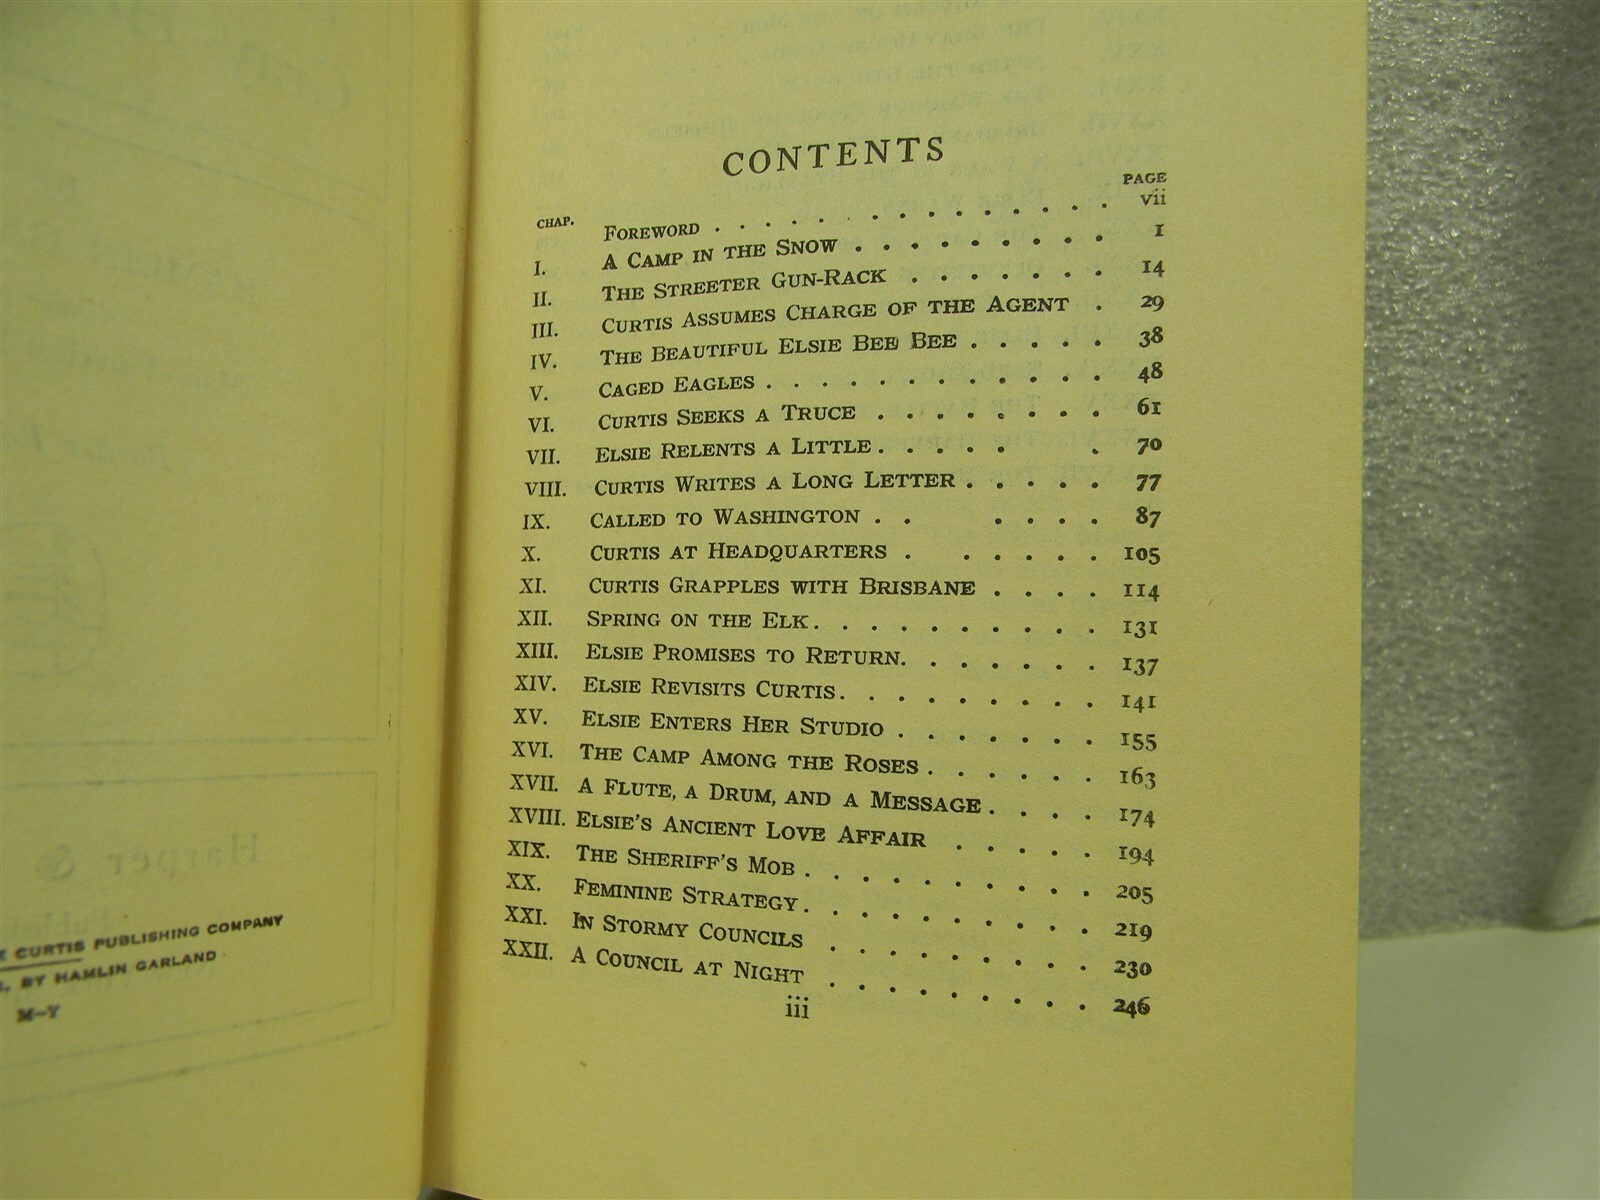 E CURTIS PUBLISHING COMPANY
BY HAMLIN GARLAND
M-Y
CONTENTS
CHAP. PAGE
FOREWORD . . . . . . . . . . . . . . vii
I. A CAMP IN THE SNOW . . . . . . . . . 1
II. THE STREETER GUN-RACK . . . . . . . 14
III. CURTIS ASSUMES CHARGE OF THE AGENT . 29
IV. THE BEAUTIFUL ELSIE BEE BEE . . . . . 38
V. CAGED EAGLES . . . . . . . . . . . . 48
VI. CURTIS SEEKS A TRUCE . . . . . . . . 61
VII. ELSIE RELENTS A LITTLE . . . . . . 70
VIII. CURTIS WRITES A LONG LETTER . . . . . 77
IX. CALLED TO WASHINGTON . . . . . . 87
X. CURTIS AT HEADQUARTERS . . . . . . 105
XI. CURTIS GRAPPLES WITH BRISBANE . . . . 114
XII. SPRING ON THE ELK . . . . . . . . . . 131
XIII. ELSIE PROMISES TO RETURN . . . . . . . 137
XIV. ELSIE REVISITS CURTIS . . . . . . . . . 141
XV. ELSIE ENTERS HER STUDIO . . . . . . . 155
XVI. THE CAMP AMONG THE ROSES . . . . . . 163
XVII. A FLUTE, A DRUM, AND A MESSAGE . . . . 174
XVIII. ELSIE'S ANCIENT LOVE AFFAIR . . . . . 194
XIX. THE SHERIFF'S MOB . . . . . . . . . . 205
XX. FEMININE STRATEGY . . . . . . . . . . 219
XXI. IN STORMY COUNCILS . . . . . . . . . 230
XXII. A COUNCIL AT NIGHT . . . . . . . . . 246
iii